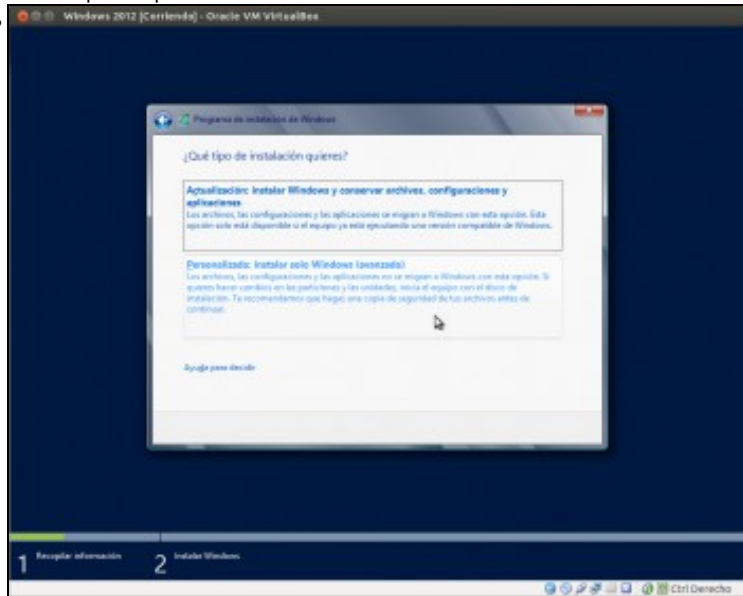 Windows 2012 [Corriendo] - Oracle VM VirtualBox
Programa de instalación de Windows
¿Qué tipo de instalación quieres?
Actualización: Instalar Windows y conservar archivos, configuraciones y
aplicaciones
Los archivos, las configuraciones y las aplicaciones se migran a Windows con esta opción. Esta
opción solo está disponible si el equipo ya está ejecutando una versión compatible de Windows.
Personalizada: instalar solo Windows (avanzado)
Los archivos, las configuraciones y las aplicaciones no se migran a Windows con esta opción. Si
quieres hacer cambios en las particiones y las unidades, inicia el equipo con el disco de
instalación. Te recomendamos que hagas una copia de seguridad de tus archivos antes de
continuar.
Ayuda para decidir
1 Recopilar información 2 Instalar Windows
Ctrl Derecho